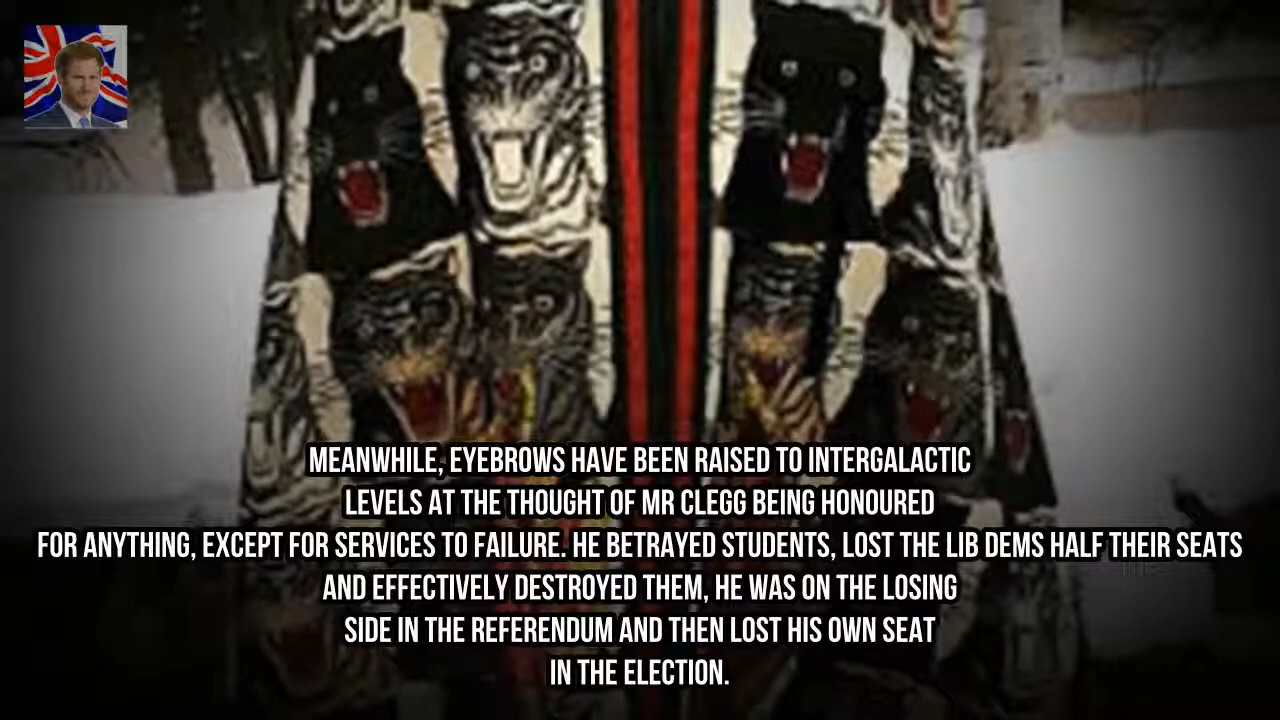 MEANWHILE, EYEBROWS HAVE BEEN RAISED TO INTERGALACTIC
LEVELS AT THE THOUGHT OF MR CLEGG BEING HONOURED
FOR ANYTHING, EXCEPT FOR SERVICES TO FAILURE. HE BETRAYED STUDENTS, LOST THE LIB DEMS HALF THEIR SEATS
AND EFFECTIVELY DESTROYED THEM, HE WAS ON THE LOSING
SIDE IN THE REFERENDUM AND THEN LOST HIS OWN SEAT
IN THE ELECTION.